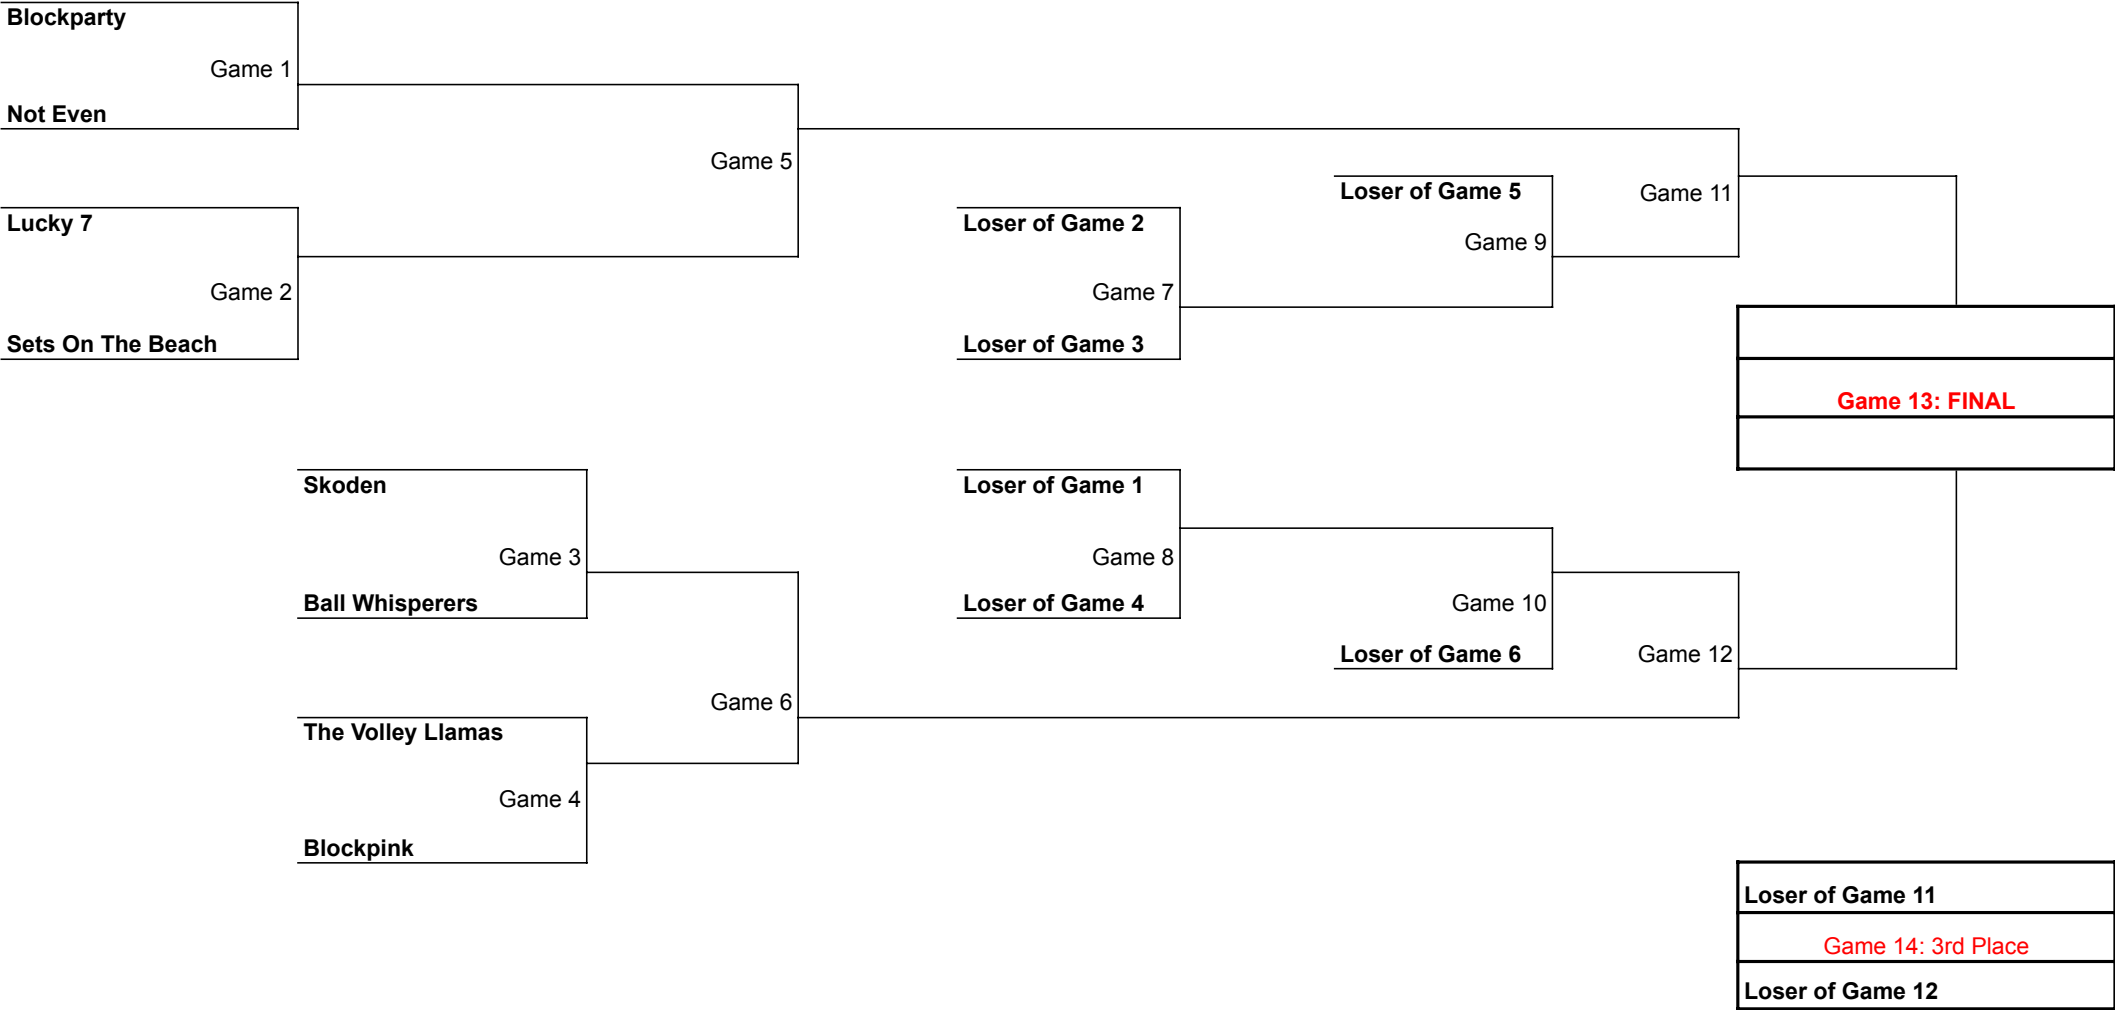 Blockparty
Game 1
Not Even
Game 5
Lucky 7
Game 2
Sets On The Beach
Loser of Game 2
Game 7
Loser of Game 3
Loser of Game 5
Game 9
Game 11
Game 13: FINAL
Skoden
Game 3
Ball Whisperers
Game 6
The Volley Llamas
Game 4
Blockpink
Loser of Game 1
Game 8
Loser of Game 4
Game 10
Loser of Game 6
Game 12
Loser of Game 11
Game 14: 3rd Place
Loser of Game 12